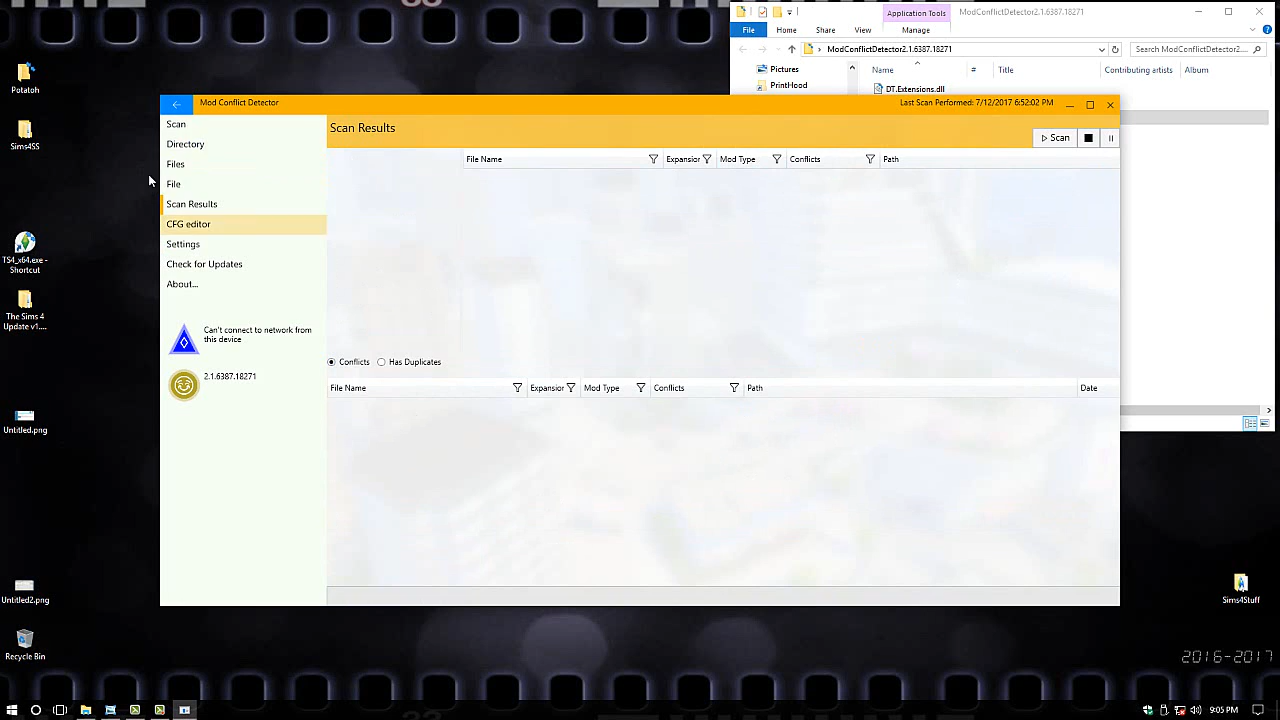 Application Tools
ModConflictDetector2.1.6387.18271
File
Home
Share
View
Manage
ModConflictDetector2.1.6387.18271
Search ModConflictDetector2....
Pictures
PrintHood
Name
#
Title
Contributing artists
Album
DT.Extensions.dll
Potatoh
Sims4SS
TS4_x64.exe -
Shortcut
The Sims 4
Update v1....
Untitled.png
Untitled2.png
Recycle Bin
Sims4Stuff
Mod Conflict Detector
Last Scan Performed: 7/12/2017 6:52:02 PM
Scan
Directory
Files
File
Scan Results
CFG editor
Settings
Check for Updates
About...
Can't connect to network from
this device
2.1.6387.18271
Scan Results
Scan
File Name
Expansion
Mod Type
Conflicts
Path
Conflicts
Has Duplicates
File Name
Expansion
Mod Type
Conflicts
Path
Date
2016-2017
9:05 PM